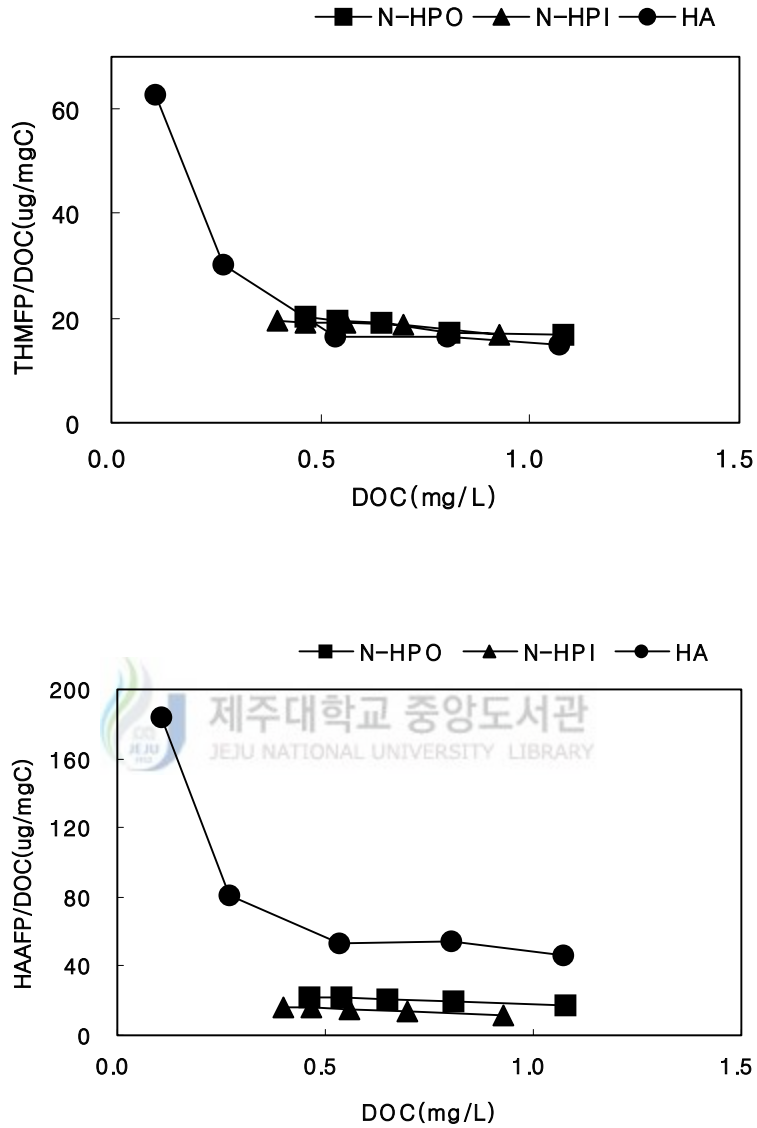 N-HPO N-HPI HA
THMFP/DOC(ug/mgC)
60
40
20
0
0.0 0.5 1.0 1.5
DOC(mg/L)
N-HPO N-HPI HA
HAAFP/DOC(ug/mgC)
200
제주대학교 중앙도서관
JEJU NATIONAL UNIVERSITY LIBRARY
JEJU
1952
160
120
80
40
0
0.0 0.5 1.0 1.5
DOC(mg/L)